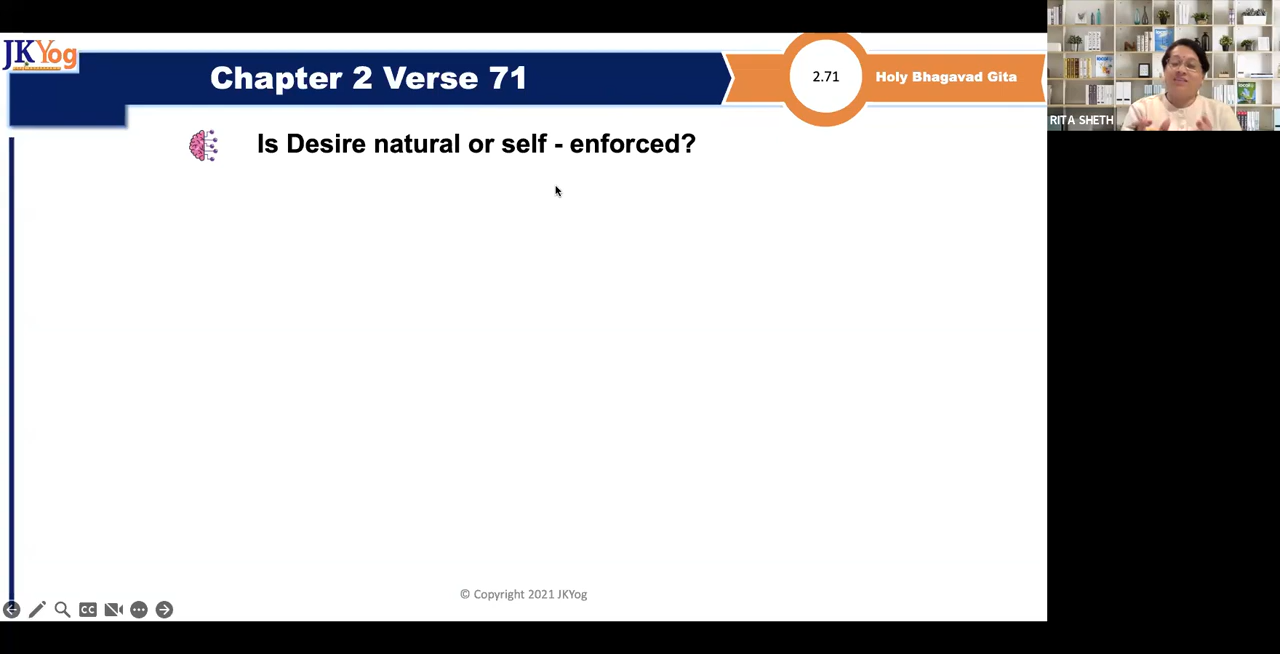 JKYog
Chapter 2 Verse 71
2.71
Holy Bhagavad Gita
RITA SHETH
Is Desire natural or self - enforced?
© Copyright 2021 JKYog
CC